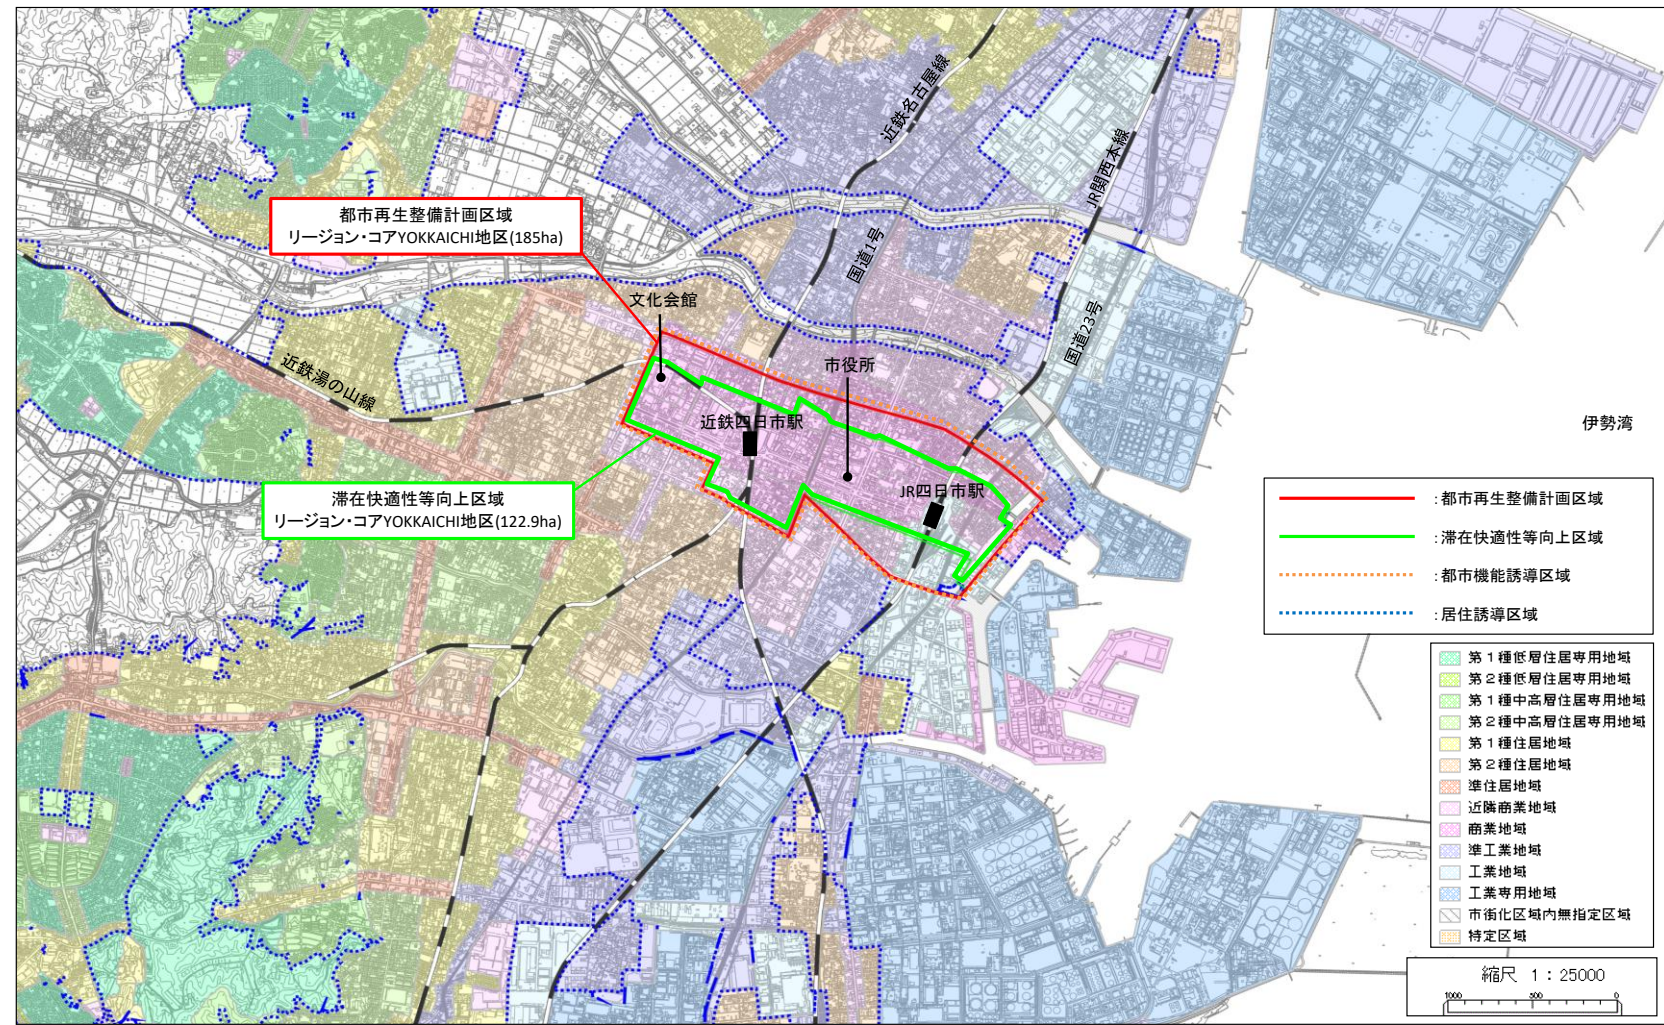 近鉄名古屋線
JR関西本線
都市再生整備計画区域
リージョン・コアYOKKAICHI地区(185ha)
国道1号
文化会館
国道23号
近鉄湯の山線
市役所
近鉄四日市駅
伊勢湾
JR四日市駅
滞在快適性等向上区域
リージョン・コアYOKKAICHI地区(122.9ha)
:都市再生整備計画区域
:滞在快適性等向上区域
:都市機能誘導区域
:居住誘導区域
第1種低層住居専用地域
第2種低層住居専用地域
第1種中高層住居専用地域
第2種中高層住居専用地域
第1種住居地域
第2種住居地域
準住居地域
近隣商業地域
商業地域
準工業地域
工業地域
工業専用地域
市街化区域内無指定区域
特定区域
縮尺 1:25000
1000 500 0